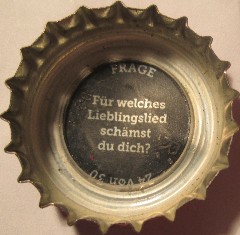 FRAGE
Für welches
Lieblingslied
schämst
du dich?
24 von 30